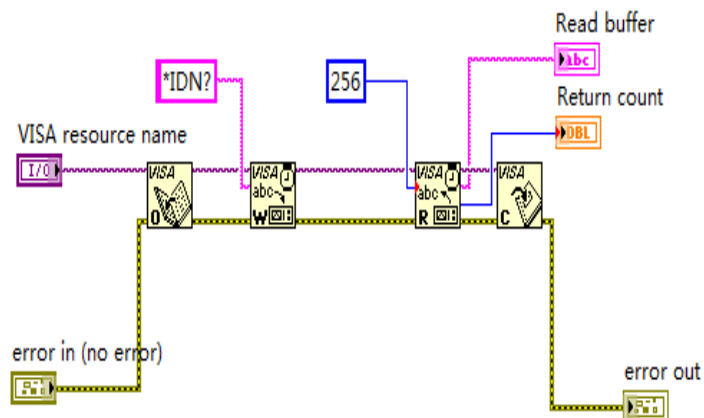 Read buffer
abc
*IDN?
256
Return count
DBL
VISA resource name
I/O
VISA
O
VISA
abc
W
VISA
abc
R
VISA
C
error in (no error)
error out